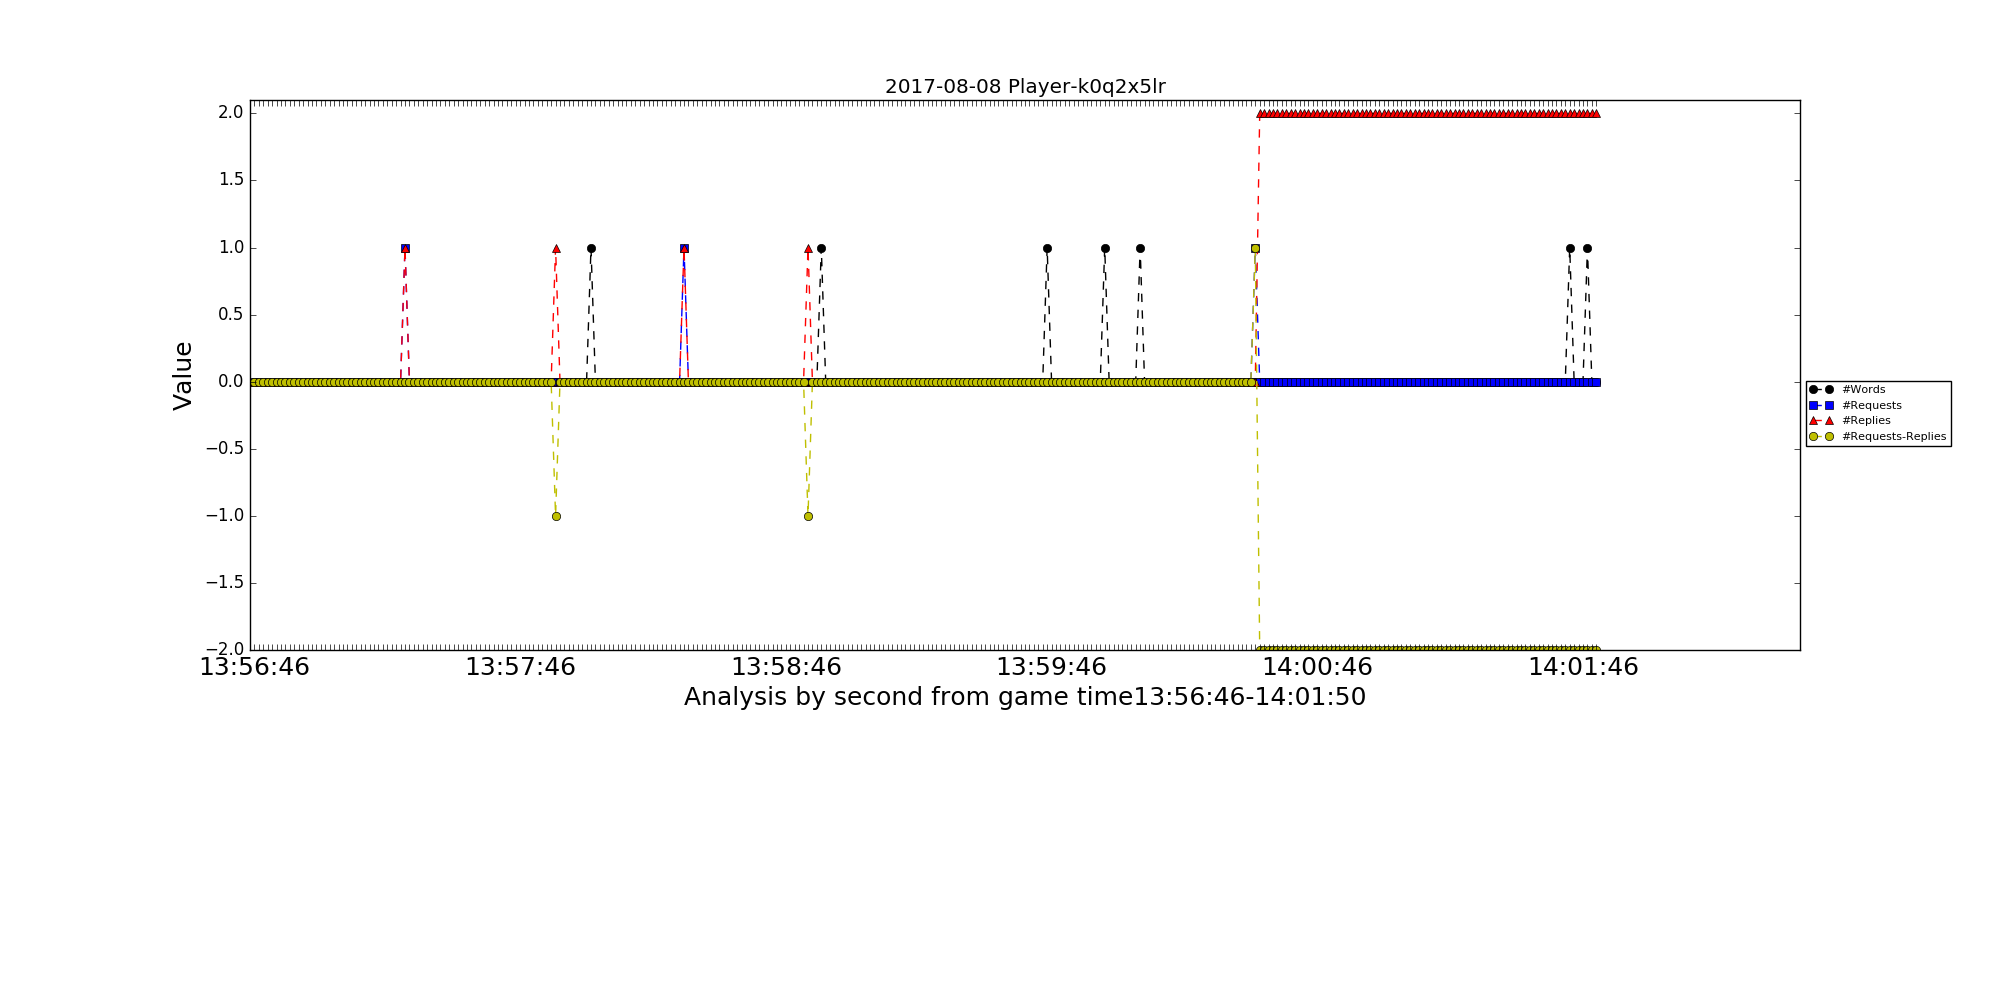 2017-08-08 Player-k0q2x5lr
2.0
1.5
1.0
0.5
0.0
−0.5
−1.0
−1.5
−2.0
Value
13:56:46 13:57:46 13:58:46 13:59:46 14:00:46 14:01:46
Analysis by second from game time13:56:46-14:01:50
#Words
#Requests
#Replies
#Requests-Replies